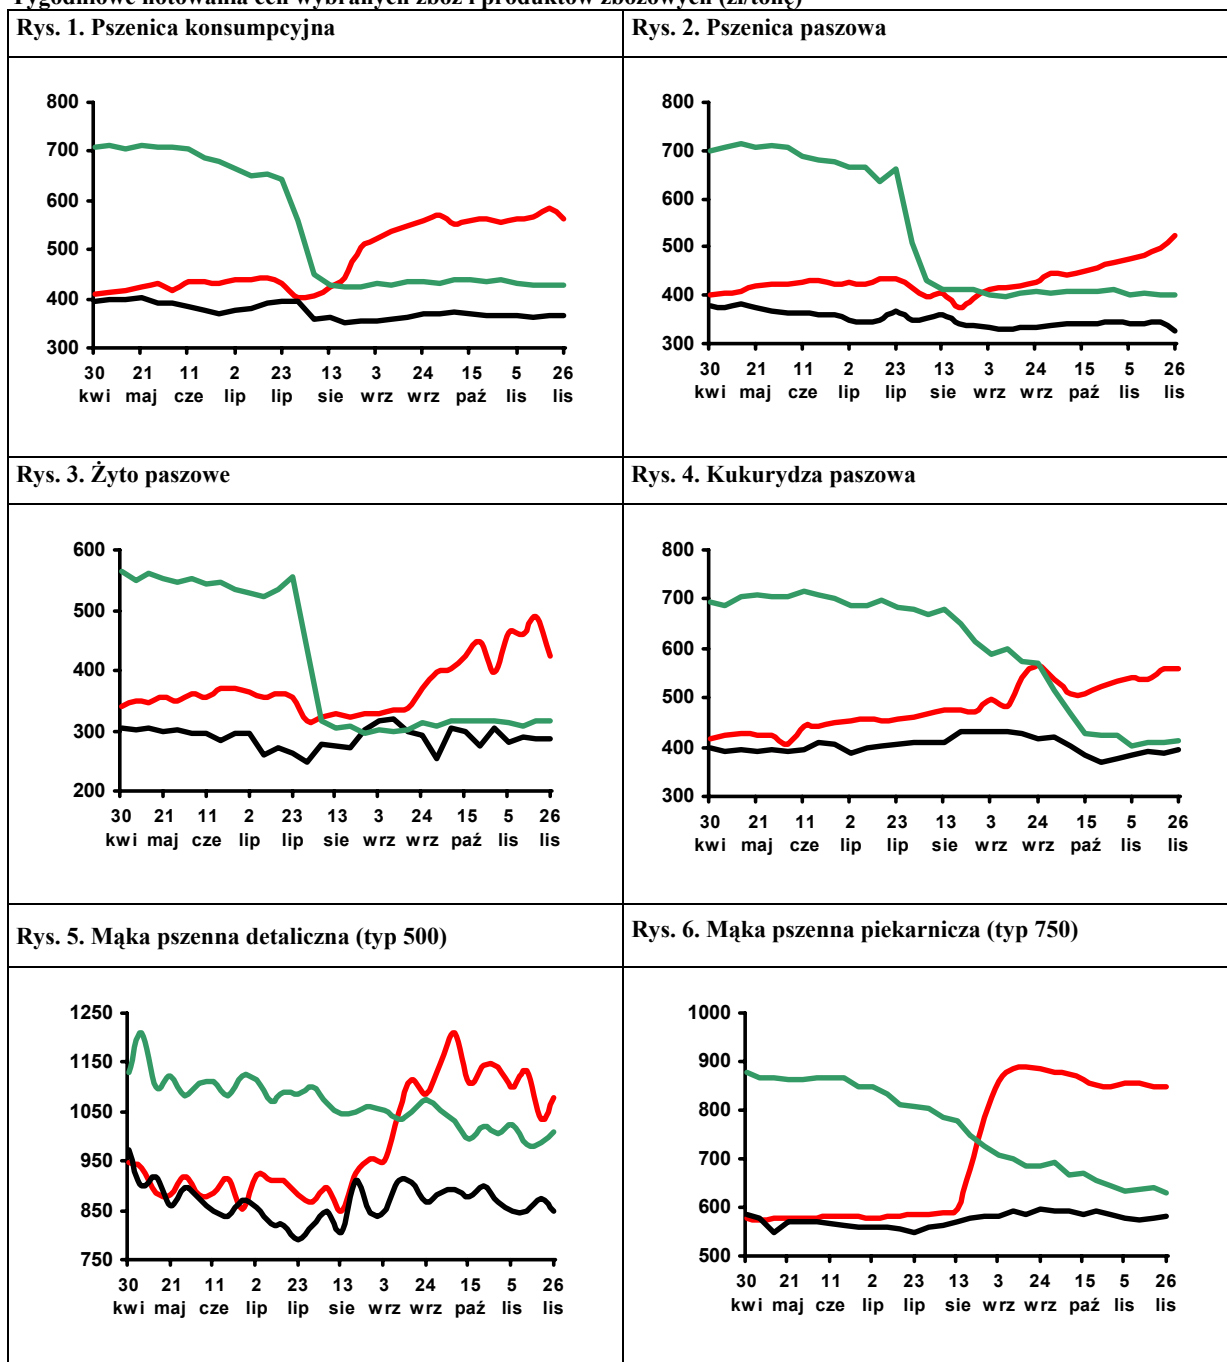 Tygodniowe notowania cen wybranych zbóż i produktów zbożowych (zł/tonę)
Rys. 1. Pszenica konsumpcyjna
Rys. 2. Pszenica paszowa
800
700
600
500
400
300
30 21 11 2 23 13 3 24 15 5 26
kwi maj cze lip lip sie wrz wrz paź lis lis
800
700
600
500
400
300
30 21 11 2 23 13 3 24 15 5 26
kwi maj cze lip lip sie wrz wrz paź lis lis
Rys. 3. Żyto paszowe
Rys. 4. Kukurydza paszowa
600
500
400
300
200
30 21 11 2 23 13 3 24 15 5 26
kwi maj cze lip lip sie wrz wrz paź lis lis
800
700
600
500
400
300
30 21 11 2 23 13 3 24 15 5 26
kwi maj cze lip lip sie wrz wrz paź lis lis
Rys. 5. Mąka pszenna detaliczna (typ 500)
Rys. 6. Mąka pszenna piekarnicza (typ 750)
1250
1150
1050
950
850
750
30 21 11 2 23 13 3 24 15 5 26
kwi maj cze lip lip sie wrz wrz paź lis lis
1000
900
800
700
600
500
30 21 11 2 23 13 3 24 15 5 26
kwi maj cze lip lip sie wrz wrz paź lis lis